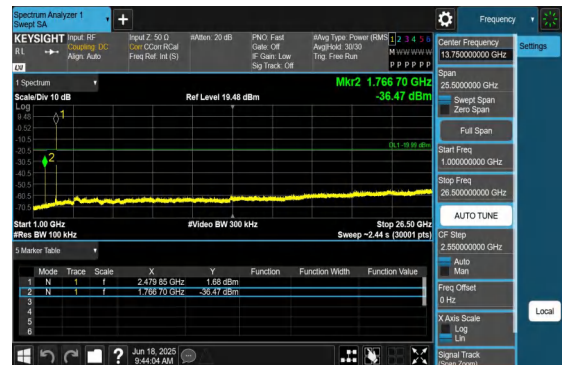 Spectrum Analyzer 1
Swept SA
+
Frequency
KEYSIGHT
RL
LXI
Input: RF
Coupling: DC
Align: Auto
Input Z: 50 Ω
Corr CCorr RCal
Freq Ref: Int (S)
#Atten: 20 dB
PNO: Fast
Gate: Off
IF Gain: Low
Sig Track: Off
#Avg Type: Power (RMS
Avg|Hold: 30/30
Trig: Free Run
1 2 3 4 5 6
M W W W W W
P P P P P P
1 Spectrum
Scale/Div 10 dB
Log
Ref Level 19.48 dBm
Mkr2 1.766 70 GHz
-36.47 dBm
9.48
-0.52
-10.5
-20.5
-30.5
-40.5
-50.5
-60.5
-70.5
1
2
DL1 -19.99 dBm
Start 1.00 GHz
#Res BW 100 kHz
#Video BW 300 kHz
Stop 26.50 GHz
Sweep ~2.44 s (30001 pts)
5 Marker Table
Mode Trace Scale X Y Function Function Width Function Value
1 N 1 f 2.479 85 GHz 1.68 dBm
2 N 1 f 1.766 70 GHz -36.47 dBm
3
4
5
6
Jun 18, 2025
9:44:04 AM
Center Frequency
13.750000000 GHz
Settings
Span
25.5000000 GHz
Swept Span
Zero Span
Full Span
Start Freq
1.000000000 GHz
Stop Freq
26.500000000 GHz
AUTO TUNE
CF Step
2.550000000 GHz
Auto
Man
Freq Offset
0 Hz
X Axis Scale
Log
Lin
Signal Track
(Span Zoom)
Local